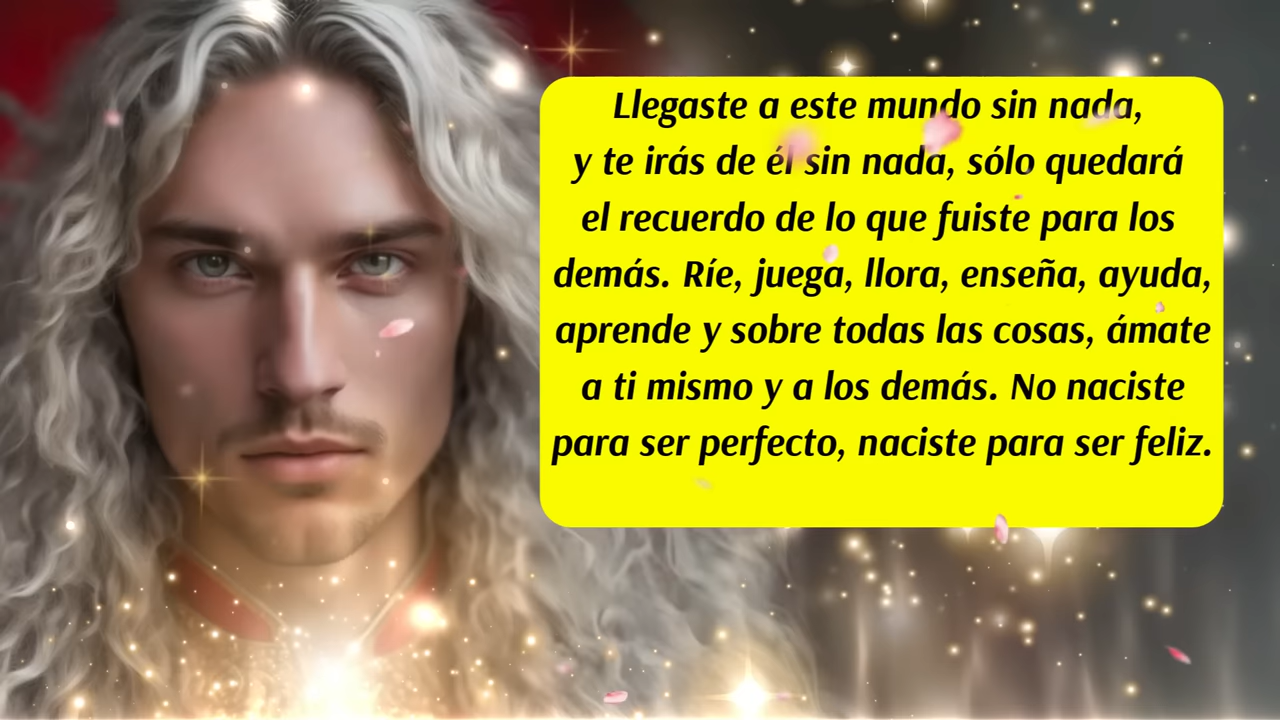 Llegaste a este mundo sin nada,
y te irás de él sin nada, sólo quedará
el recuerdo de lo que fuiste para los
demás. Ríe, juega, llora, enseña, ayuda,
aprende y sobre todas las cosas, ámate
a ti mismo y a los demás. No naciste
para ser perfecto, naciste para ser feliz.